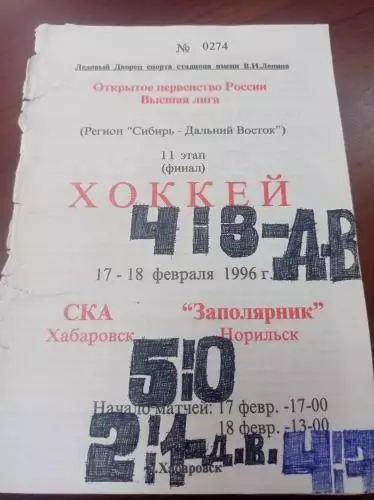 № 0274
Ледовый Дворец спорта стадиона имени В.И.Ленина
Открытое первенство России
Высшая лига
(Регион "Сибирь - Дальний Восток")
11 этап
(финал)
ХОККЕЙ
4:3-Д.В
17 - 18 февраля 1996 г.
СКА "Заполярник"
Хабаровск Норильск
5:0
Начало матчей: 17 февр. -17-00
18 февр. -13-00
2:1-д.в.
г.Хабаровск